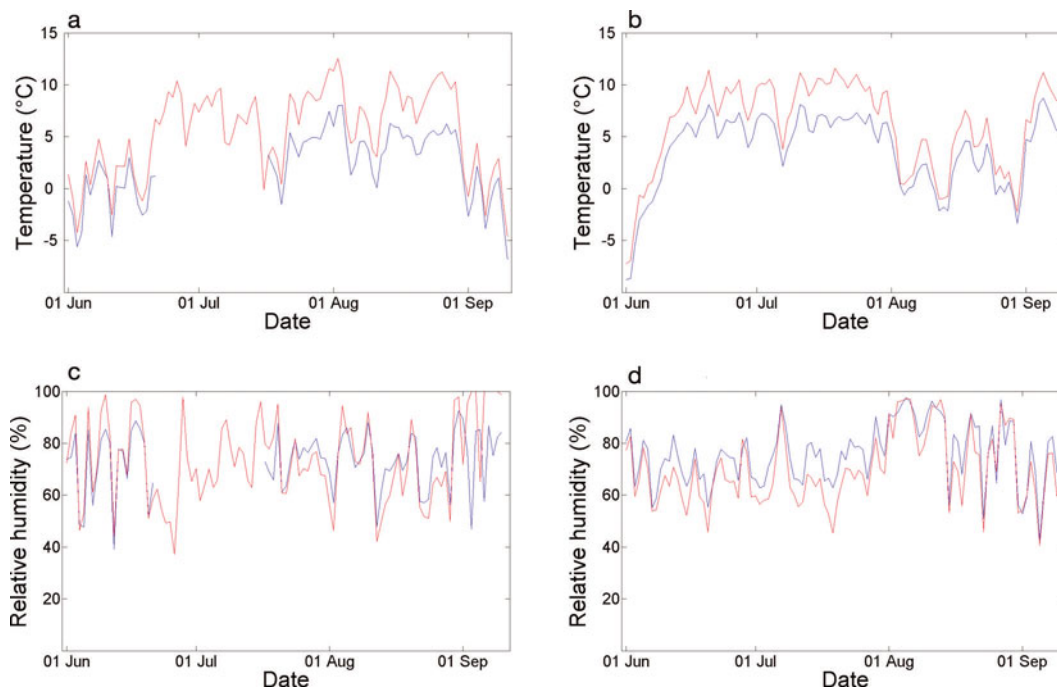 a
15
10
5
0
-5
Temperature (°C)
01 Jun
01 Jul
01 Aug
01 Sep
Date
b
15
10
5
0
-5
Temperature (°C)
01 Jun
01 Jul
01 Aug
01 Sep
Date
c
100
80
60
40
20
Relative humidity (%)
01 Jun
01 Jul
01 Aug
01 Sep
Date
d
100
80
60
40
20
Relative humidity (%)
01 Jun
01 Jul
01 Aug
01 Sep
Date